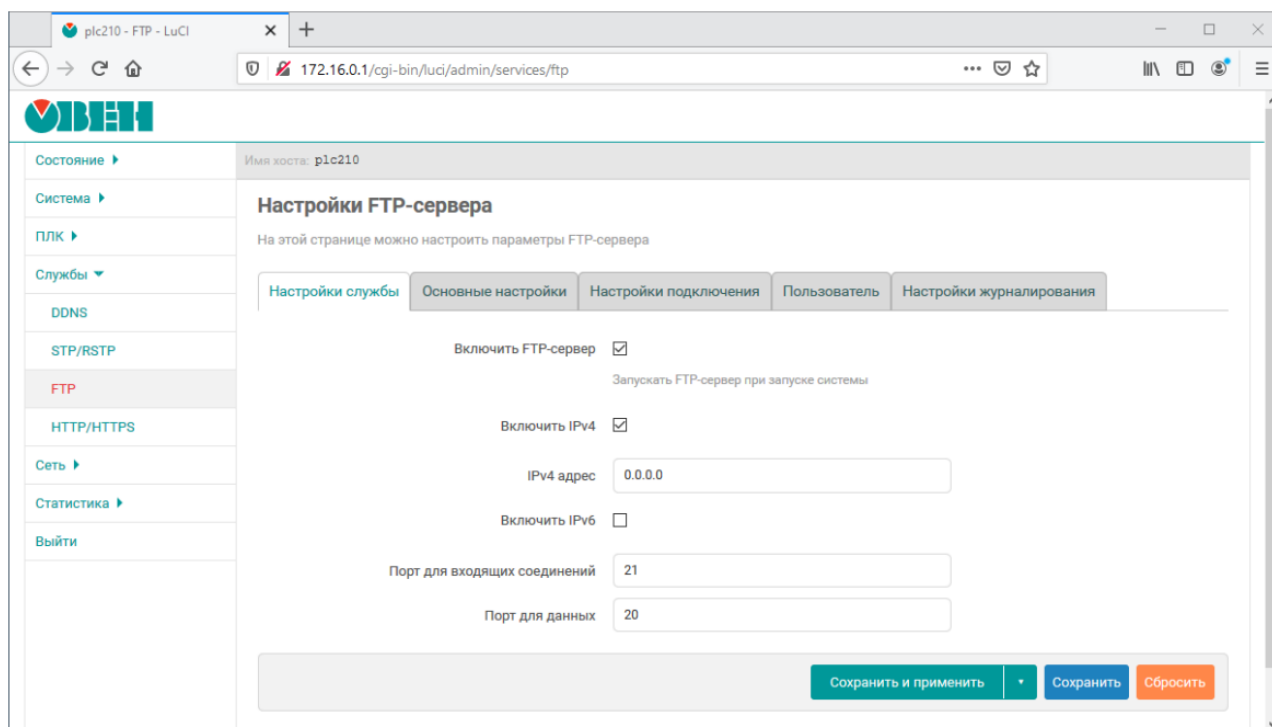 plc210 - FTP - LuCI
172.16.0.1/cgi-bin/luci/admin/services/ftp
ОВЕН
Состояние
Система
ПЛК
Службы
DDNS
STP/RSTP
FTP
HTTP/HTTPS
Сеть
Статистика
Выйти
Имя хоста: plc210
Настройки FTP-сервера
На этой странице можно настроить параметры FTP-сервера
Настройки службы Основные настройки Настройки подключения Пользователь Настройки журналирования
Включить FTP-сервер
Запускать FTP-сервер при запуске системы
Включить IPv4
IPv4 адрес 0.0.0.0
Включить IPv6
Порт для входящих соединений 21
Порт для данных 20
Сохранить и применить Сохранить Сбросить